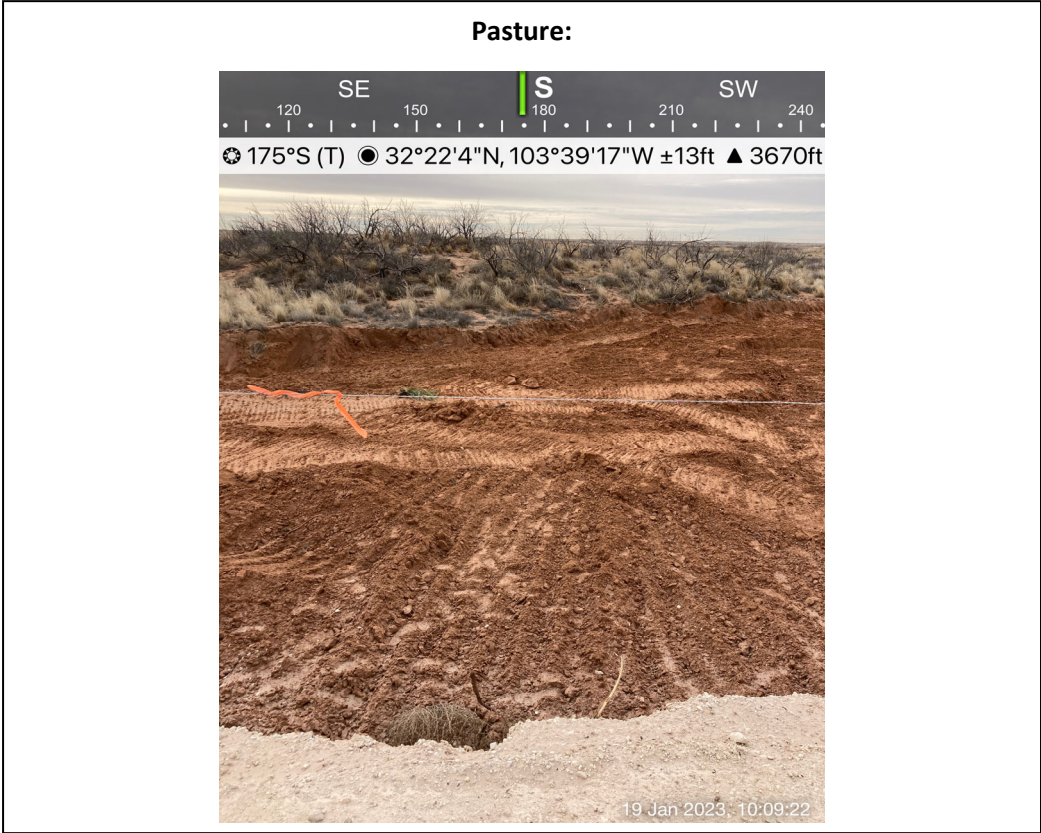 Pasture:
SE S SW
120 150 180 210 240
175°S (T) 32°22'4"N, 103°39'17"W ±13ft ▲ 3670ft
19 Jan 2023, 10:09:22